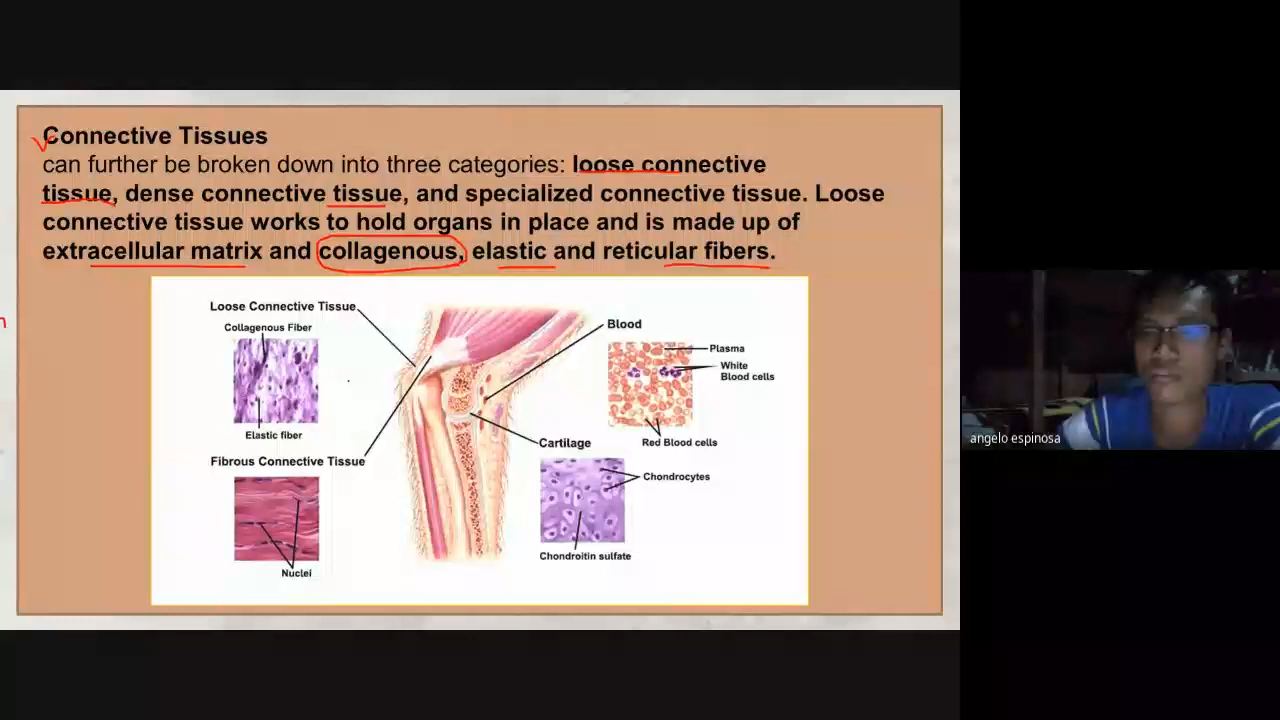 Connective Tissues
can further be broken down into three categories: loose connective
tissue, dense connective tissue, and specialized connective tissue. Loose
connective tissue works to hold organs in place and is made up of
extracellular matrix and collagenous, elastic and reticular fibers.
Loose Connective Tissue
Collagenous Fiber
Elastic fiber
Fibrous Connective Tissue
Nuclei
Blood
Plasma
White
Blood cells
Red Blood cells
Cartilage
Chondrocytes
Chondroitin sulfate
n
angelo espinosa